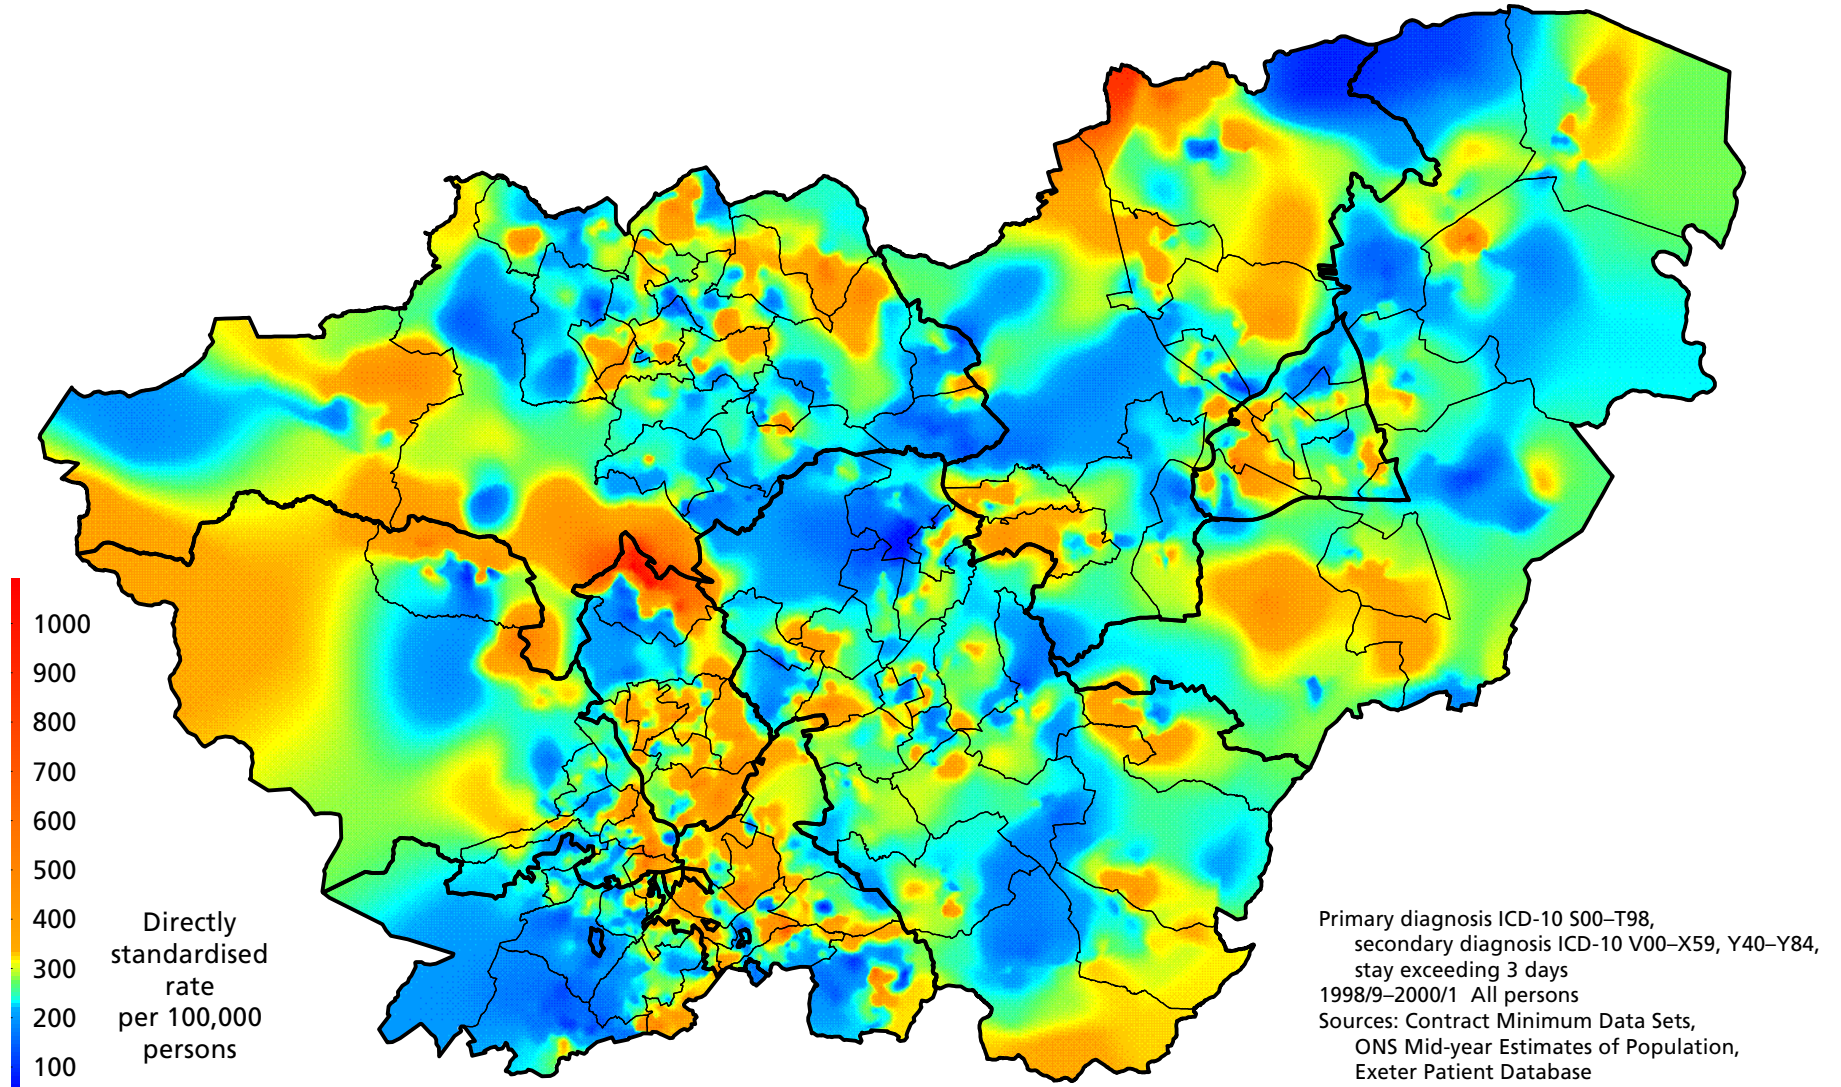 1000
900
800
700
600
500
400
300
200
100
Directly
standardised
rate
per 100,000
persons
Primary diagnosis ICD-10 S00–T98,
secondary diagnosis ICD-10 V00–X59, Y40–Y84,
stay exceeding 3 days
1998/9–2000/1 All persons
Sources: Contract Minimum Data Sets,
ONS Mid-year Estimates of Population,
Exeter Patient Database